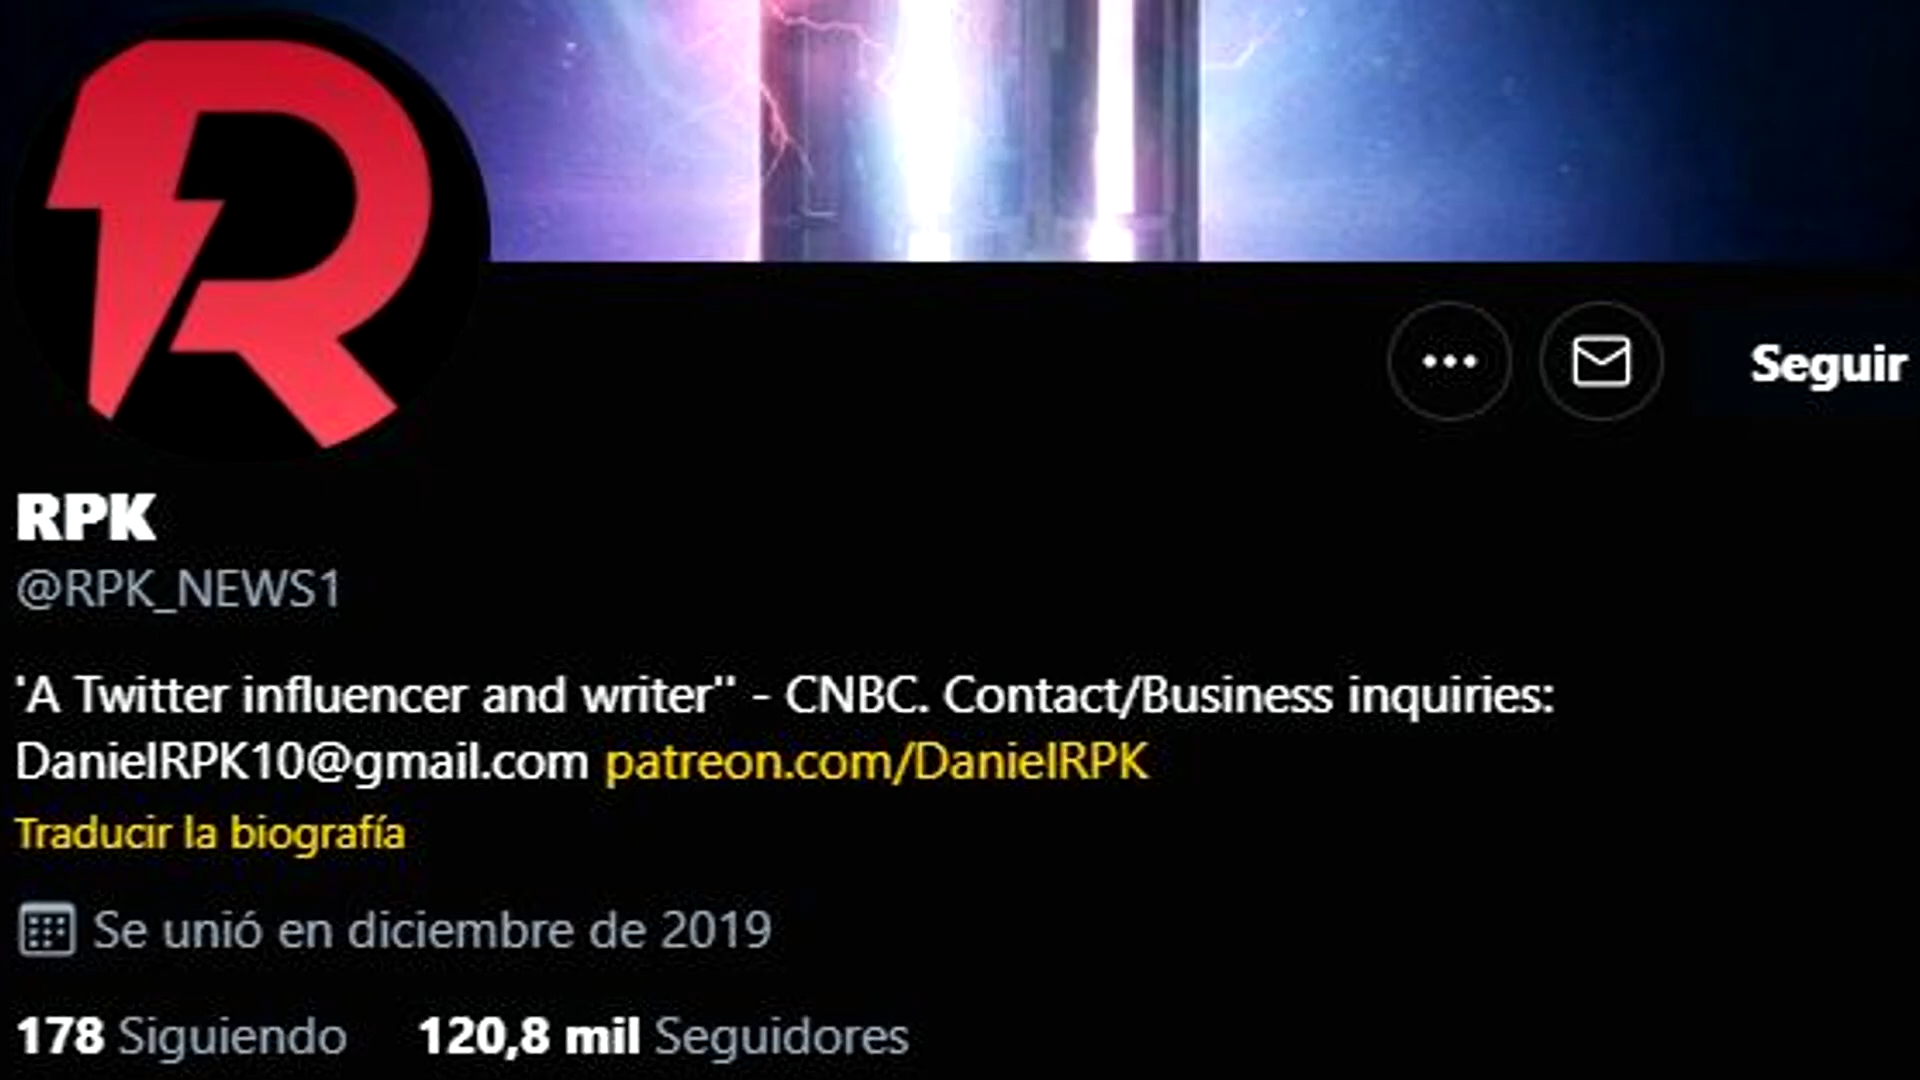 Seguir
RPK
@RPK_NEWS1
'A Twitter influencer and writer'' - CNBC. Contact/Business inquiries:
DanielRPK10@gmail.com patreon.com/DanielRPK
Traducir la biografía
Se unió en diciembre de 2019
178 Siguiendo 120,8 mil Seguidores